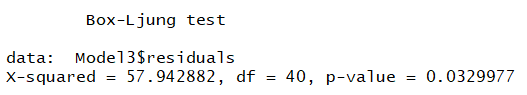 Box-Ljung test
data:  Model3$residuals
X-squared = 57.942882, df = 40, p-value = 0.0329977